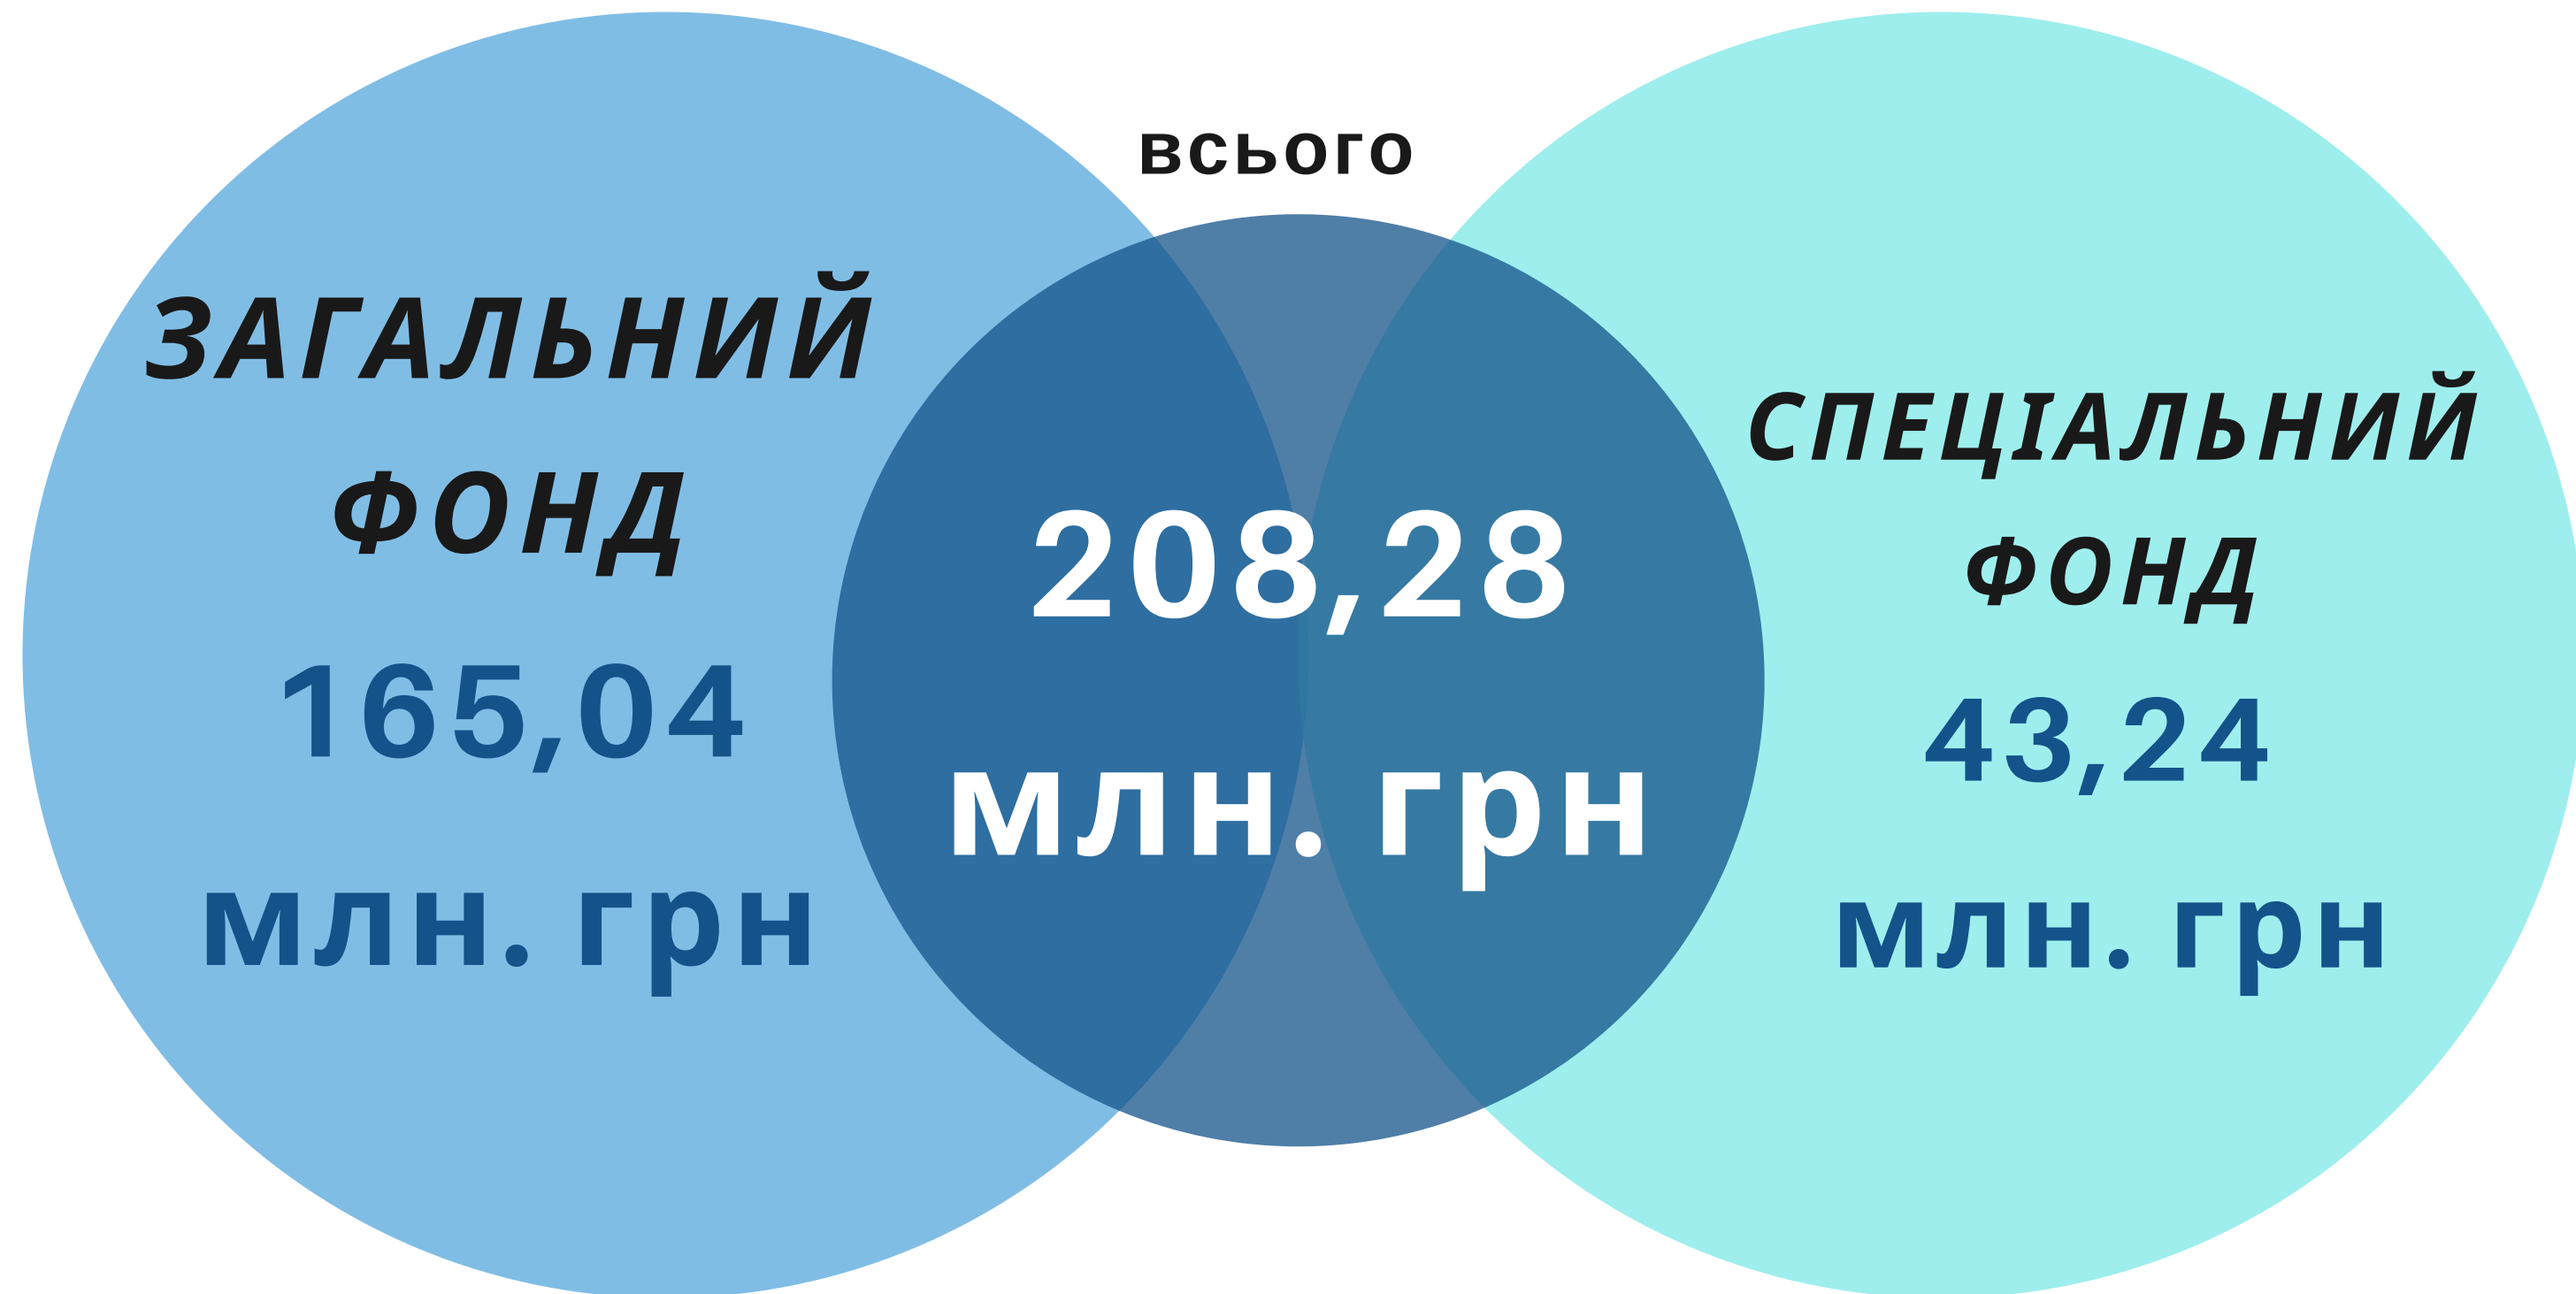 всього
ЗАГАЛЬНИЙ
ФОНД
165,04
млн. грн
208,28
млн. грн
СПЕЦІАЛЬНИЙ
ФОНД
43,24
млн. грн